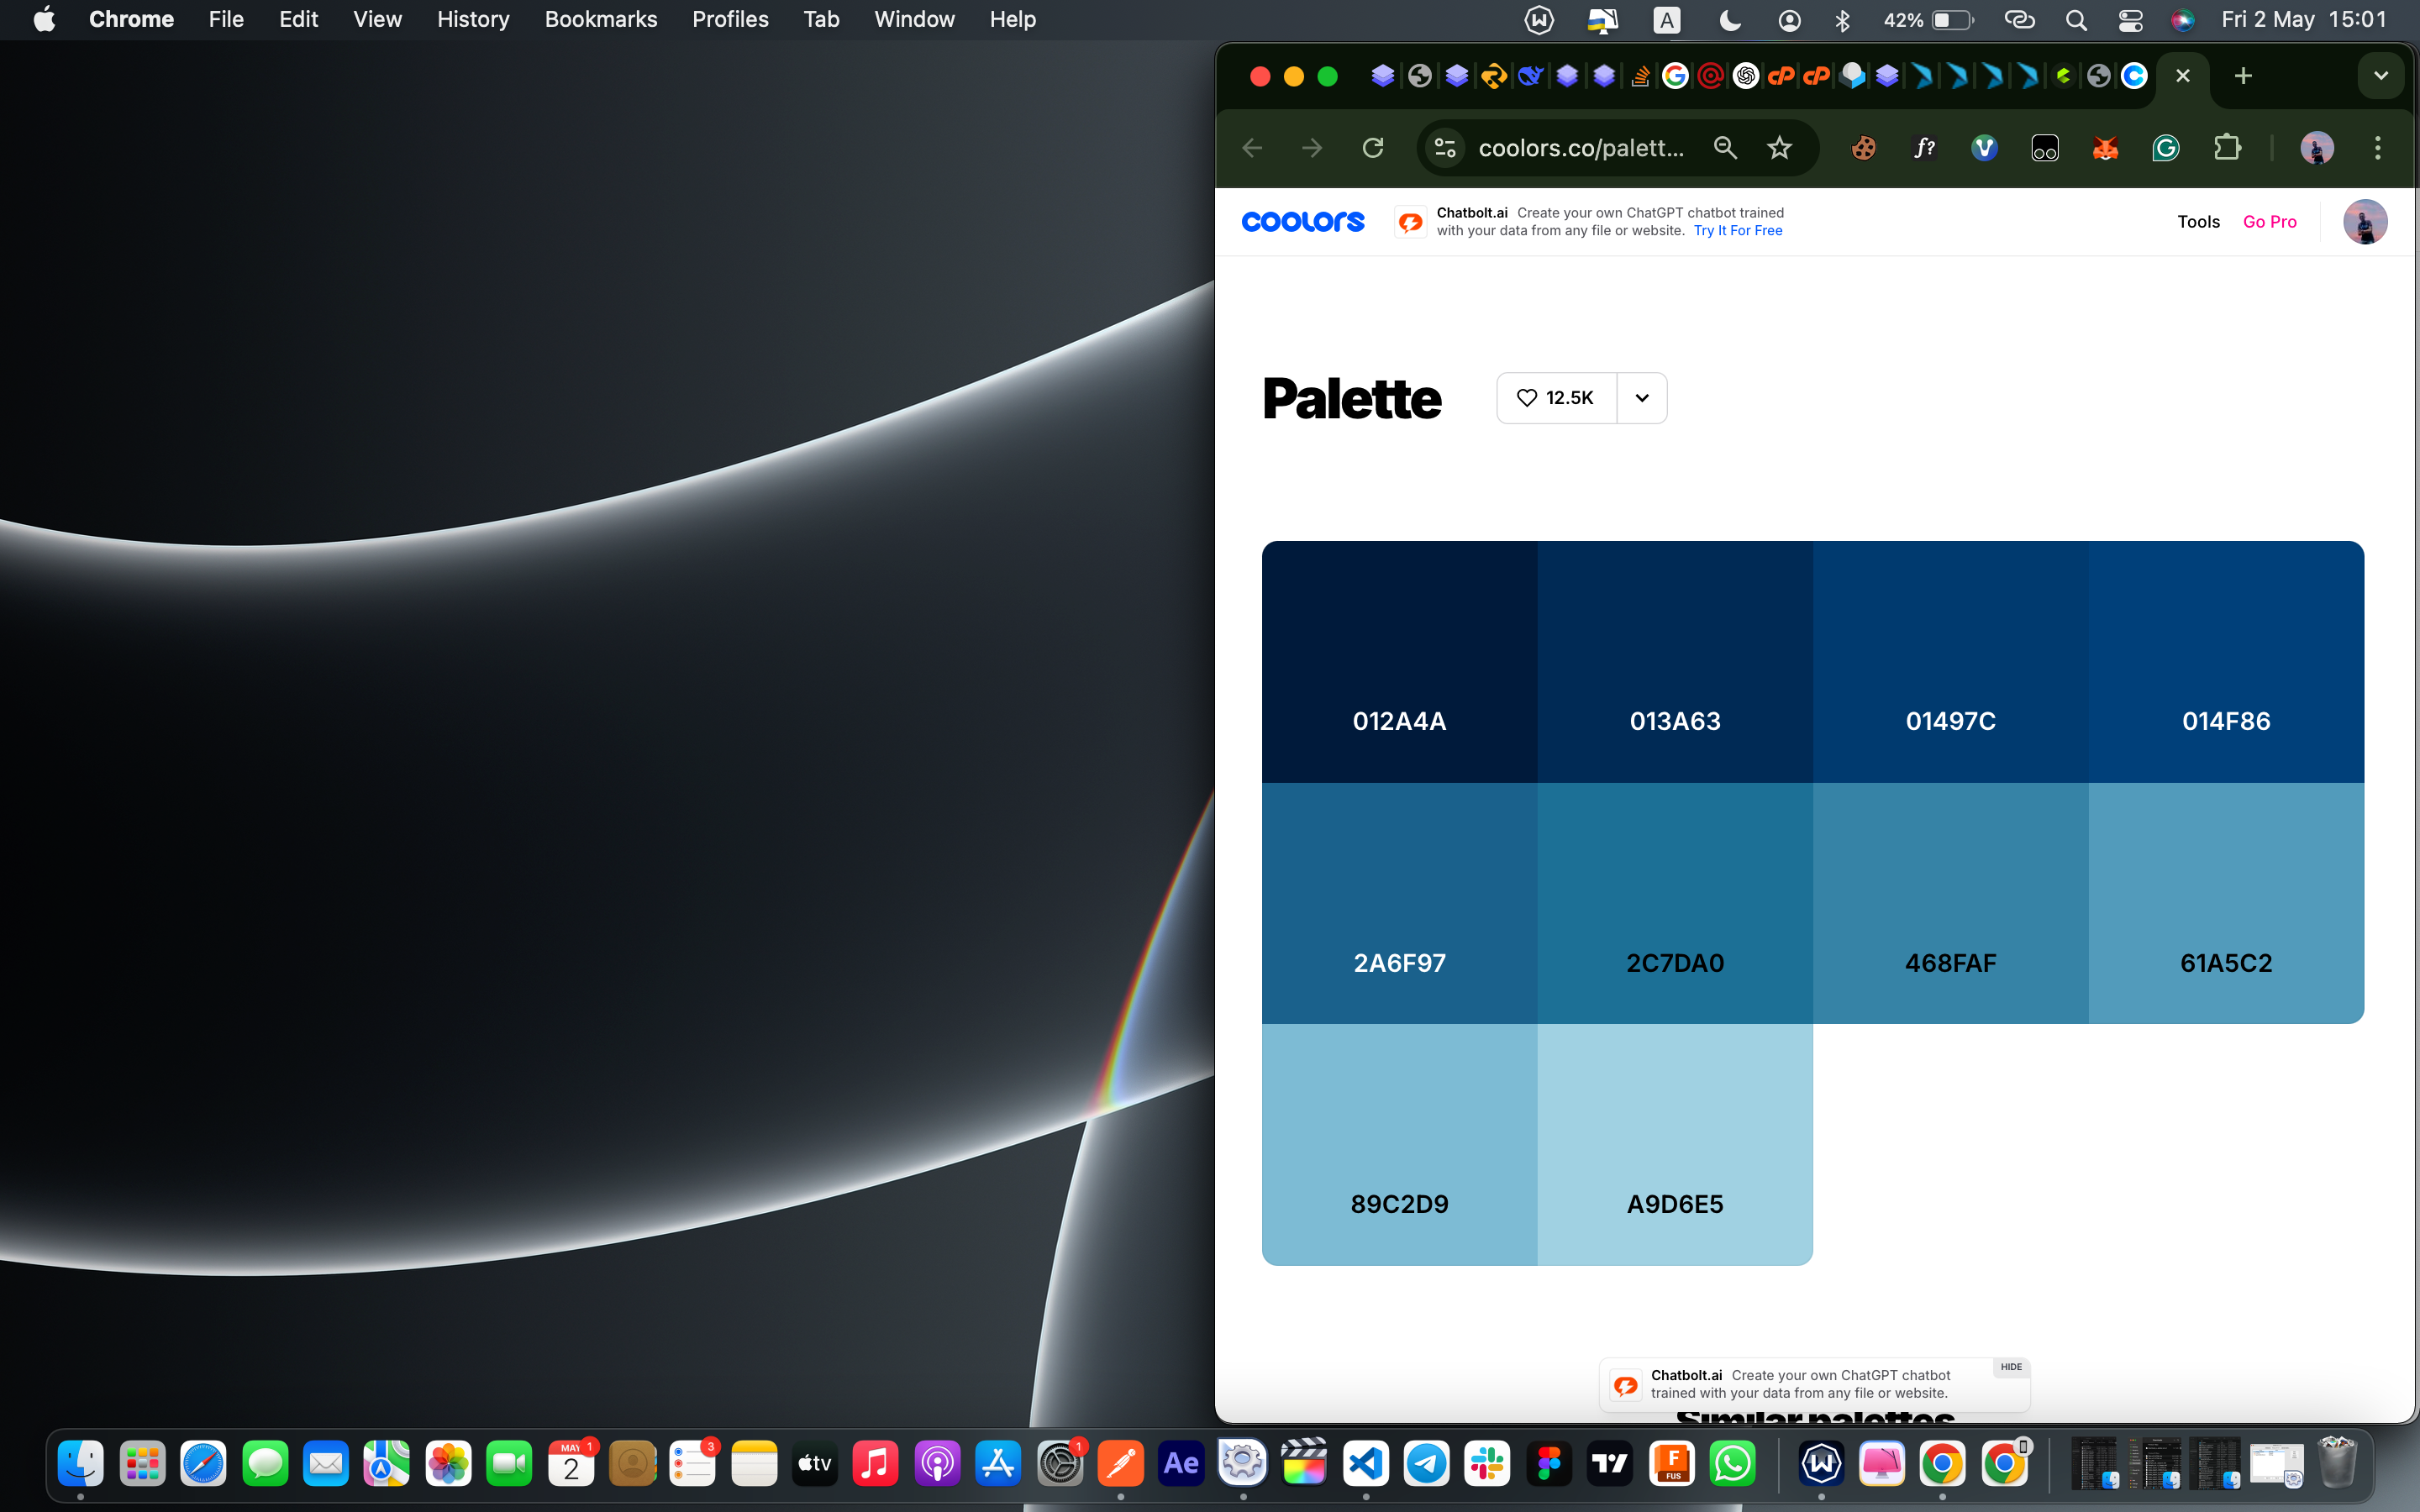 Chrome File Edit View History Bookmarks Profiles Tab Window Help
A 42% Fri 2 May 15:01
coolors.co/palett...
coolors
Chatbolt.ai Create your own ChatGPT chatbot trained
with your data from any file or website. Try It For Free
Tools Go Pro
Palette 12.5K
012A4A 013A63 01497C 014F86
2A6F97 2C7DA0 468FAF 61A5C2
89C2D9 A9D6E5
Chatbolt.ai Create your own ChatGPT chatbot
trained with your data from any file or website.
HIDE
Similar palettes
MAY 1
2
3
tv
1
Ae
F
FUS